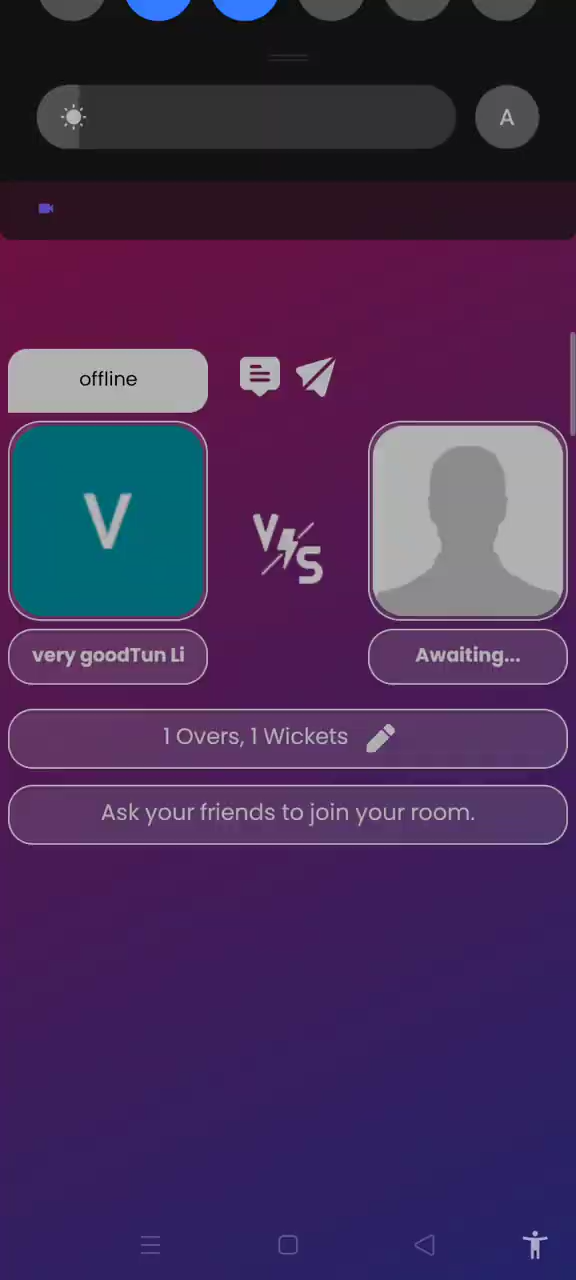 A
offline
V
VS
very goodTun Li
Awaiting...
1 Overs, 1 Wickets
Ask your friends to join your room.